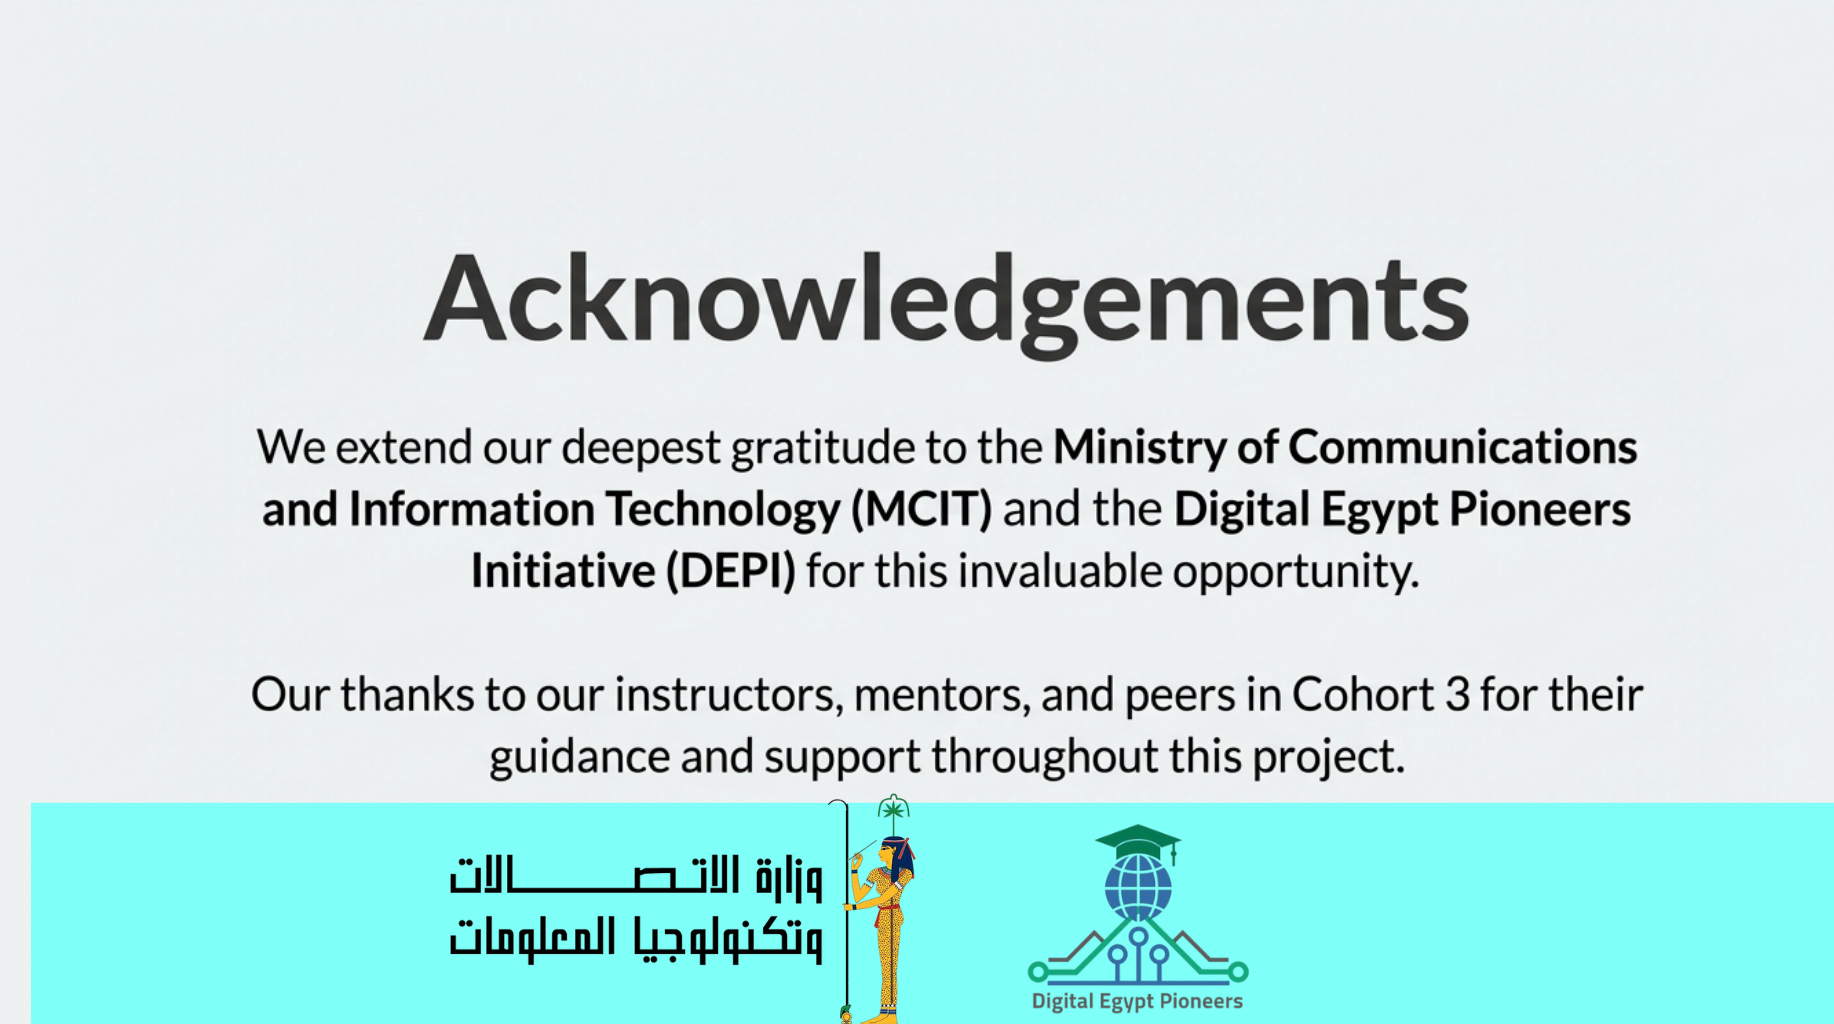 Acknowledgements
We extend our deepest gratitude to the Ministry of Communications
and Information Technology (MCIT) and the Digital Egypt Pioneers
Initiative (DEPI) for this invaluable opportunity.
Our thanks to our instructors, mentors, and peers in Cohort 3 for their
guidance and support throughout this project.
وزارة الاتصالات
وتكنولوجيا المعلومات
Digital Egypt Pioneers